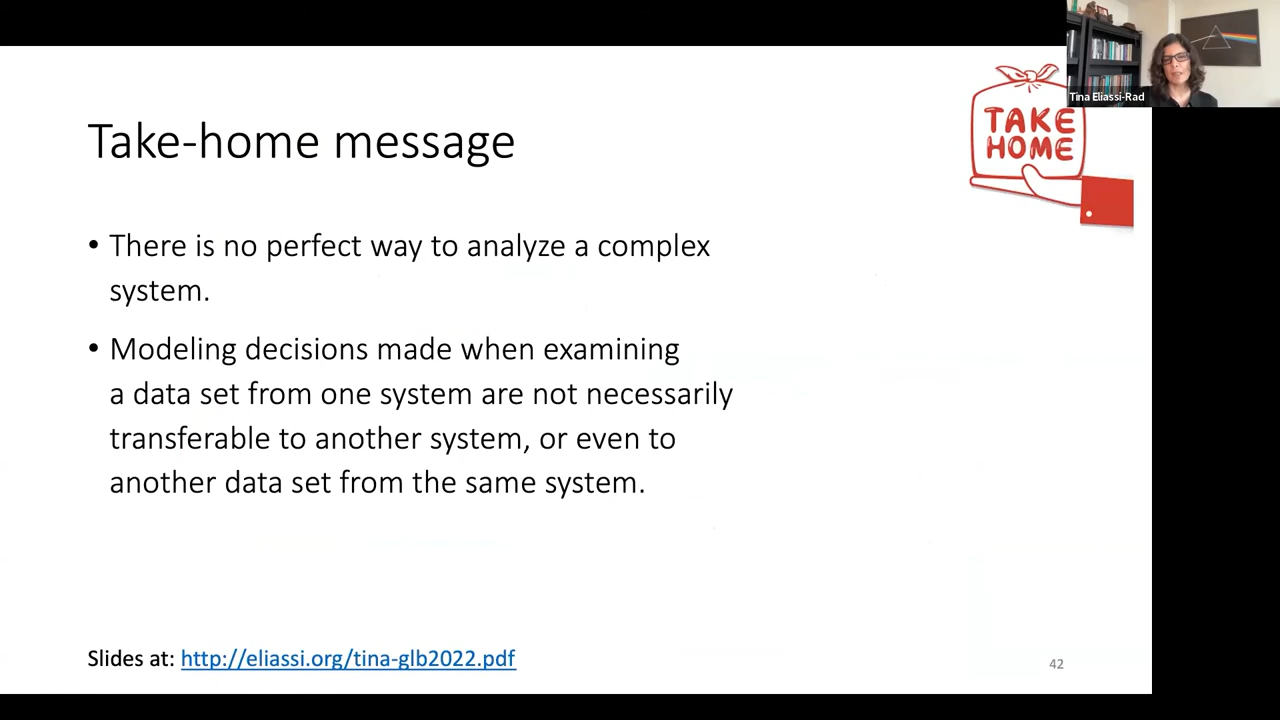 Tina Eliassi-Rad
TAKE
HOME
Take-home message
• There is no perfect way to analyze a complex
system.
• Modeling decisions made when examining
a data set from one system are not necessarily
transferable to another system, or even to
another data set from the same system.
Slides at: http://eliassi.org/tina-glb2022.pdf
42